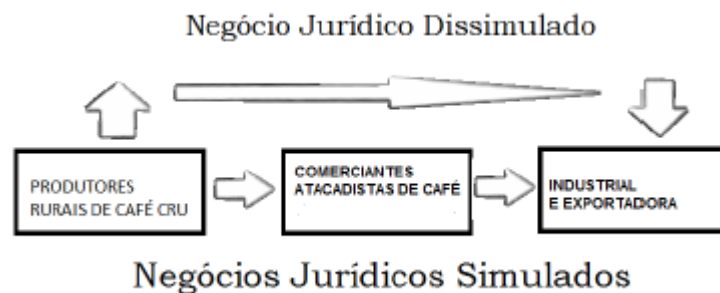 Negócio Jurídico Dissimulado
PRODUTORES
RURAIS DE CAFÉ CRU
COMERCIANTES
ATACADISTAS DE CAFÉ
INDUSTRIAL
E EXPORTADORA
Negócios Jurídicos Simulados